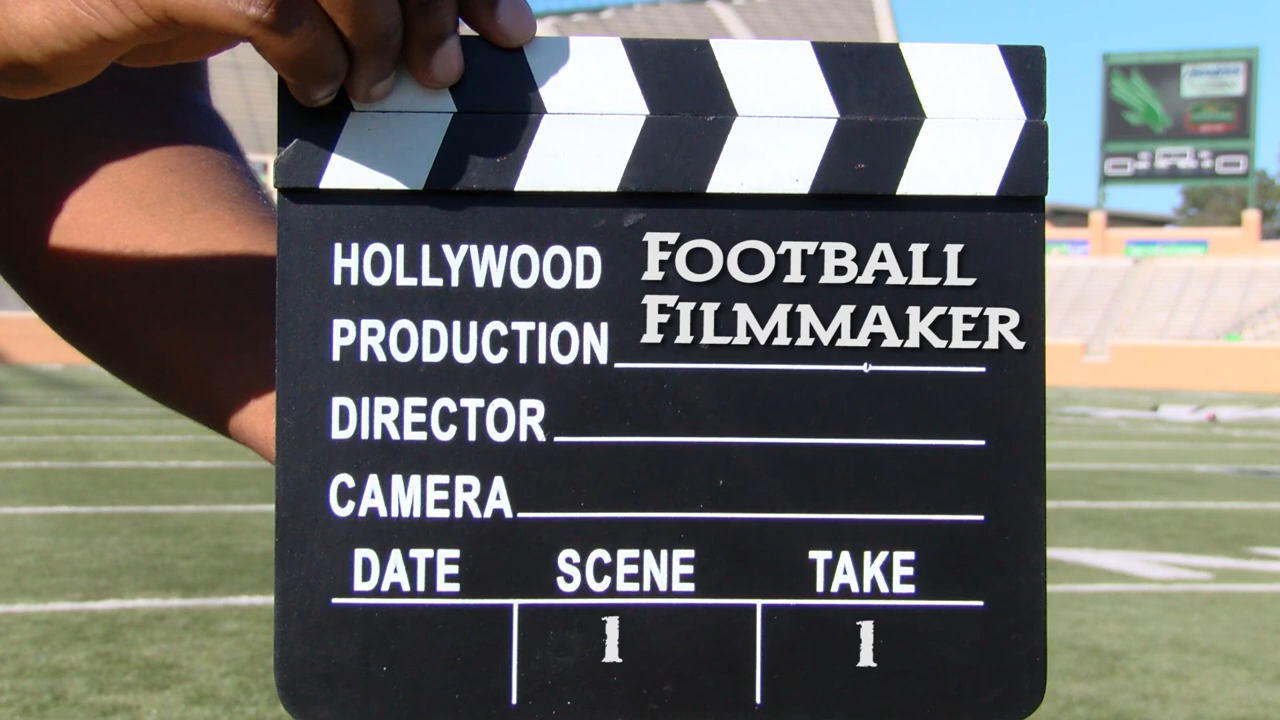 HOLLYWOOD
FOOTBALL
FILMMAKER
PRODUCTION
DIRECTOR
CAMERA
DATE SCENE TAKE
1 1